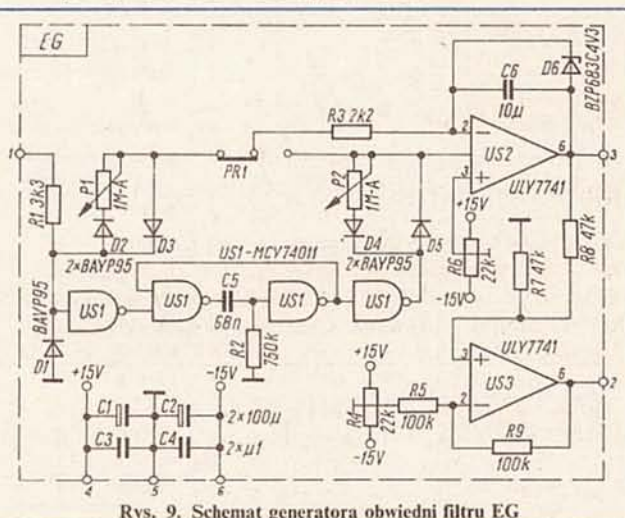 EG
BZP683C4V3
D6
C6
10µ
R3 2k2
2
6
3
US2
ULY7741
3
1
R1 3k3
P1
1M-A
PR1
P2
1M-A
D2
D3
2×BAYP95
D4
D5
2×BAYP95
US1-MCY74011
+15V
R6
22k
-15V
R7 47k
R8 47k
BAYP95
D1
US1
US1
C5
68n
R2
750k
US1
US1
ULY7741
3
US3
6
2
2
+15V
-15V
C1
C2
2×100µ
C3
C4
2×µ1
4
5
6
+15V
R4
22k
-15V
R5
100k
R9
100k
Rys. 9. Schemat generatora obwiedni filtru EG